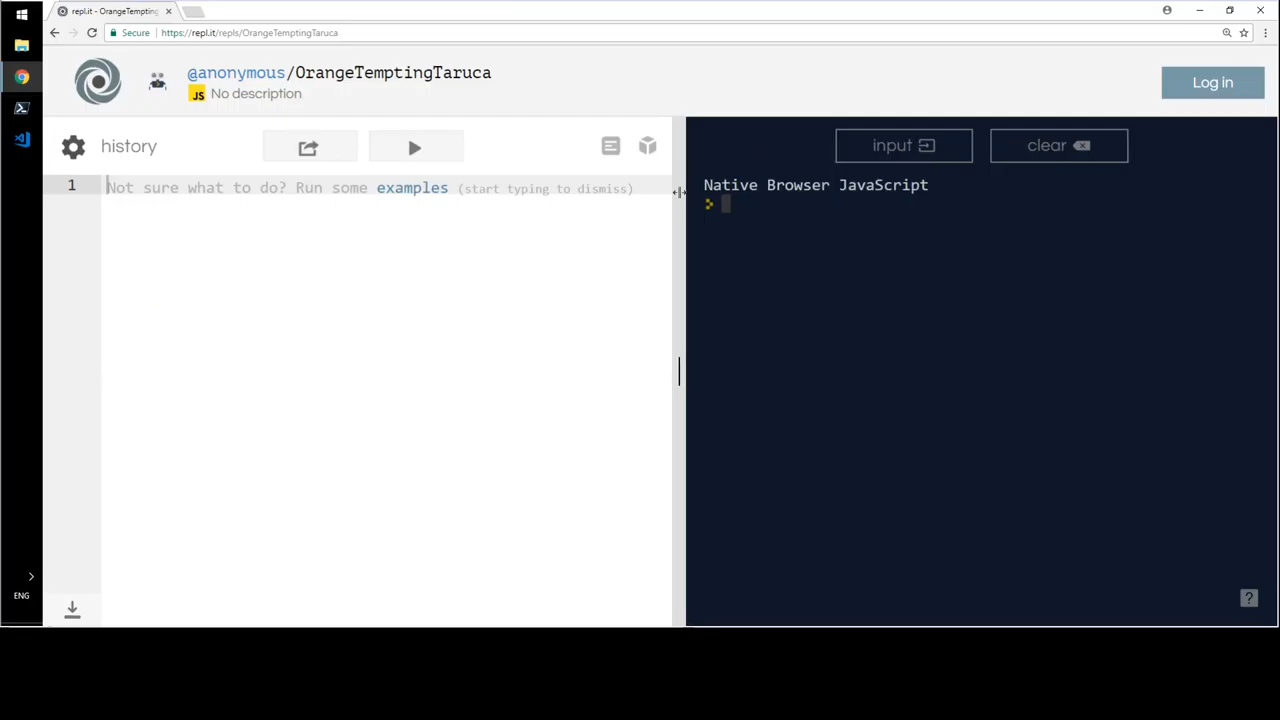 repl.it - OrangeTempting
Secure
https://repl.it/repls/OrangeTemptingTaruca
@anonymous/OrangeTemptingTaruca
JS No description
Log in
history
input
clear
1 Not sure what to do? Run some examples (start typing to dismiss)
Native Browser JavaScript
>
ENG
?